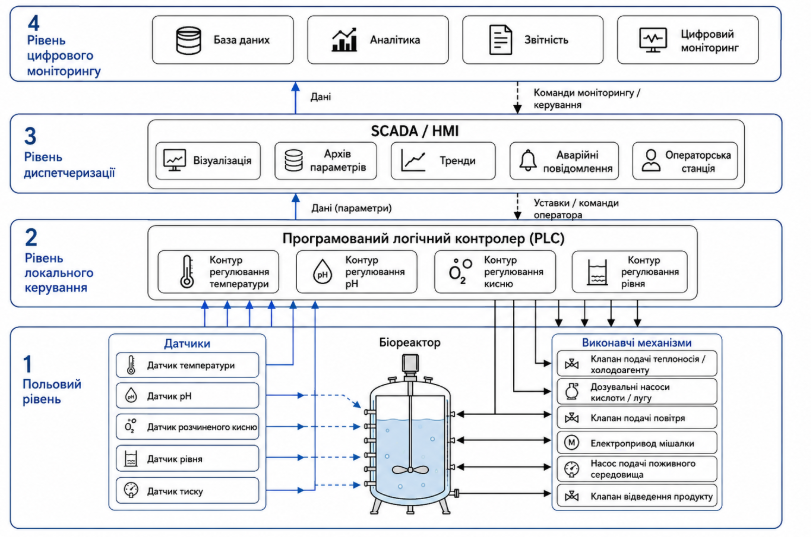 4
Рівень
цифрового
моніторингу
База даних
Аналітика
Звітність
Цифровий
моніторинг
Дані
Команди моніторингу /
керування
3
Рівень
диспетчеризації
SCADA / HMI
Візуалізація
Архів
параметрів
Тренди
Аварійні
повідомлення
Операторська
станція
Дані (параметри)
Уставки / команди
оператора
2
Рівень
локального
керування
Програмований логічний контролер (PLC)
Контур
регулювання
температури
pH
Контур
регулювання
pH
O₂
Контур
регулювання
кисню
Контур
регулювання
рівня
1
Польовий
рівень
Датчики
Датчик температури
pH
Датчик pH
O₂
Датчик розчиненого кисню
Датчик рівня
Датчик тиску
Біореактор
Виконавчі механізми
Клапан подачі теплоносія /
холодоагенту
Дозувальні насоси
кислоти / лугу
Клапан подачі повітря
M
Електропривод мішалки
Насос подачі поживного
середовища
Клапан відведення продукту